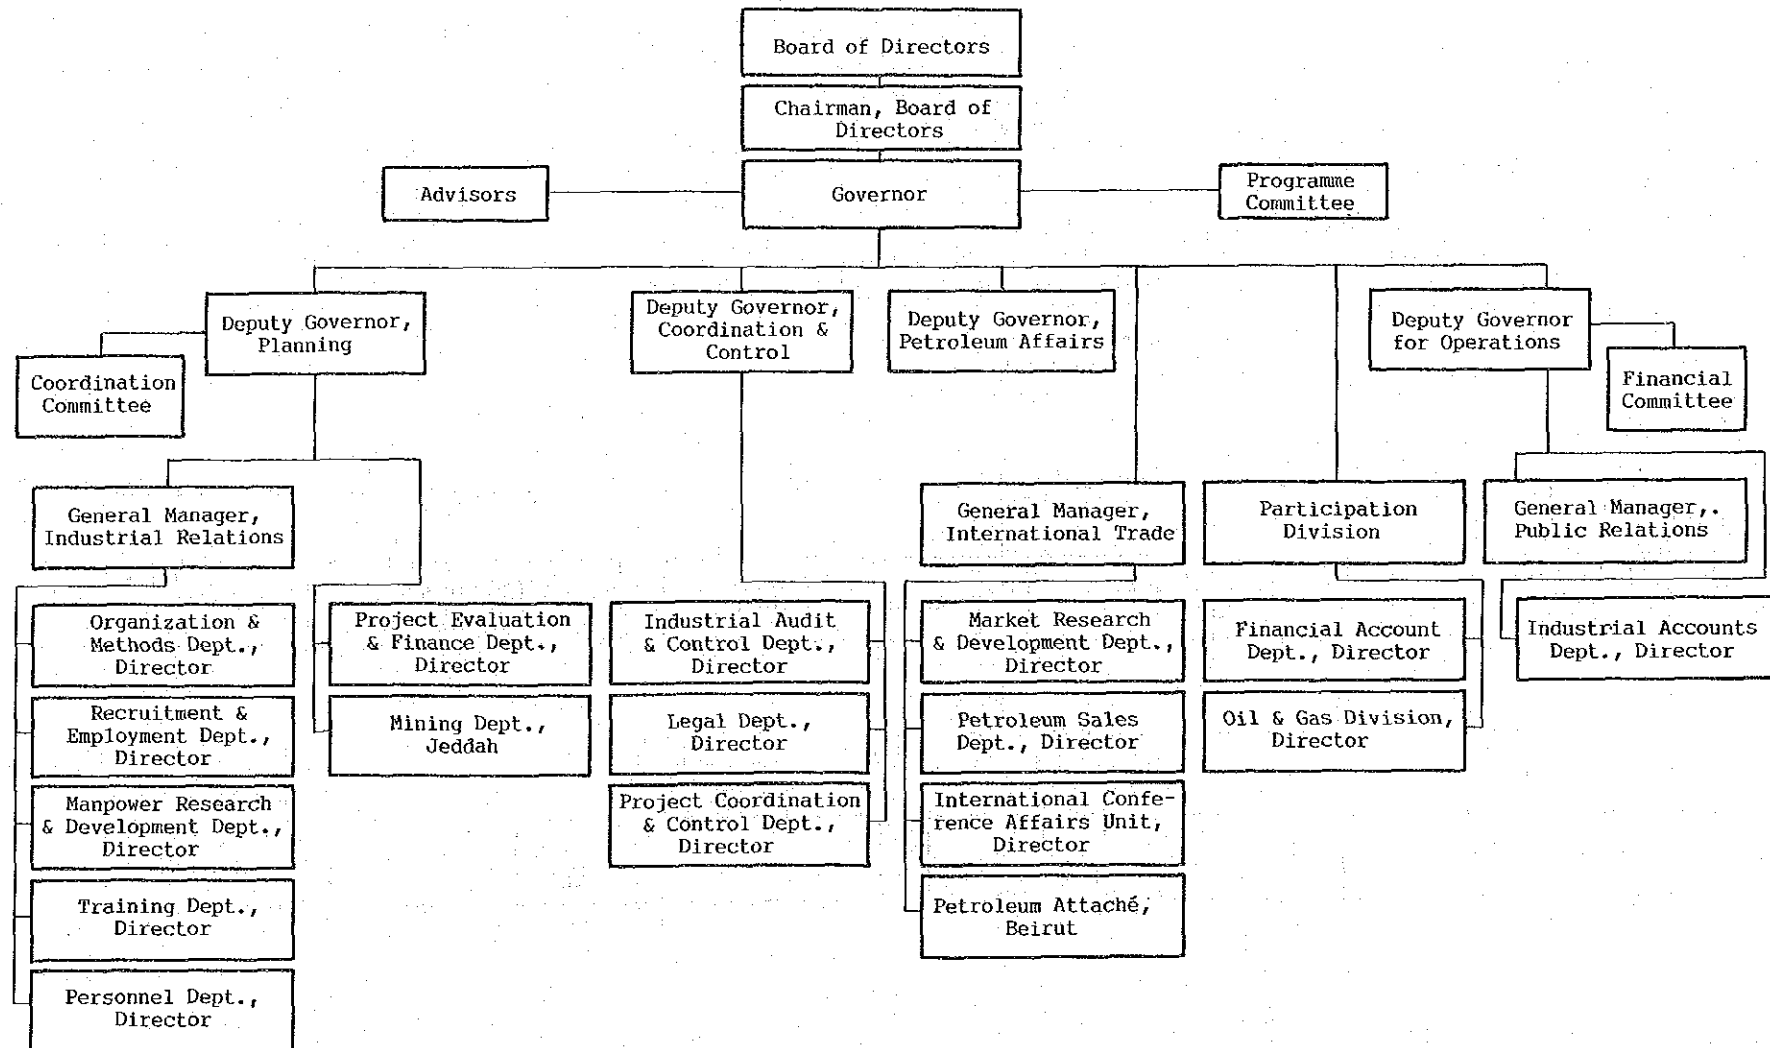 Board of Directors
Chairman, Board of
Directors
Advisors
Governor
Programme
Committee
Deputy Governor,
Planning
Deputy Governor,
Coordination &
Control
Deputy Governor,
Petroleum Affairs
Deputy Governor
for Operations
Coordination
Committee
Financial
Committee
General Manager,
Industrial Relations
General Manager,
International Trade
Participation
Division
General Manager,.
Public Relations
Organization &
Methods Dept.,
Director
Recruitment &
Employment Dept.,
Director
Manpower Research
& Development Dept.,
Director
Training Dept.,
Director
Personnel Dept.,
Director
Project Evaluation
& Finance Dept.,
Director
Mining Dept.,
Jeddah
Industrial Audit
& Control Dept.,
Director
Legal Dept.,
Director
Project Coordination
& Control Dept.,
Director
Market Research
& Development Dept.,
Director
Petroleum Sales
Dept., Director
International Confe-
rence Affairs Unit,
Director
Petroleum Attaché,
Beirut
Financial Account
Dept., Director
Oil & Gas Division,
Director
Industrial Accounts
Dept., Director